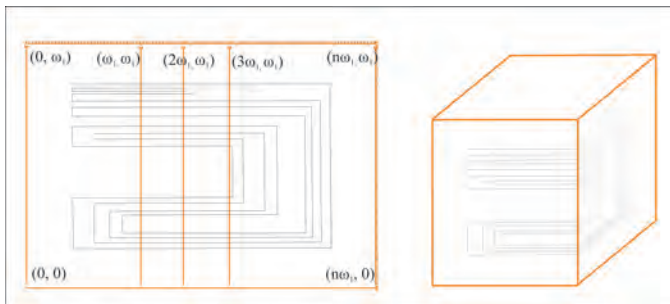 (0, ω₁) (ω₁, ω₁) (2ω₁, ω₁) (3ω₁, ω₁) (nω₁, ω₁)
(0, 0) (nω₁, 0)